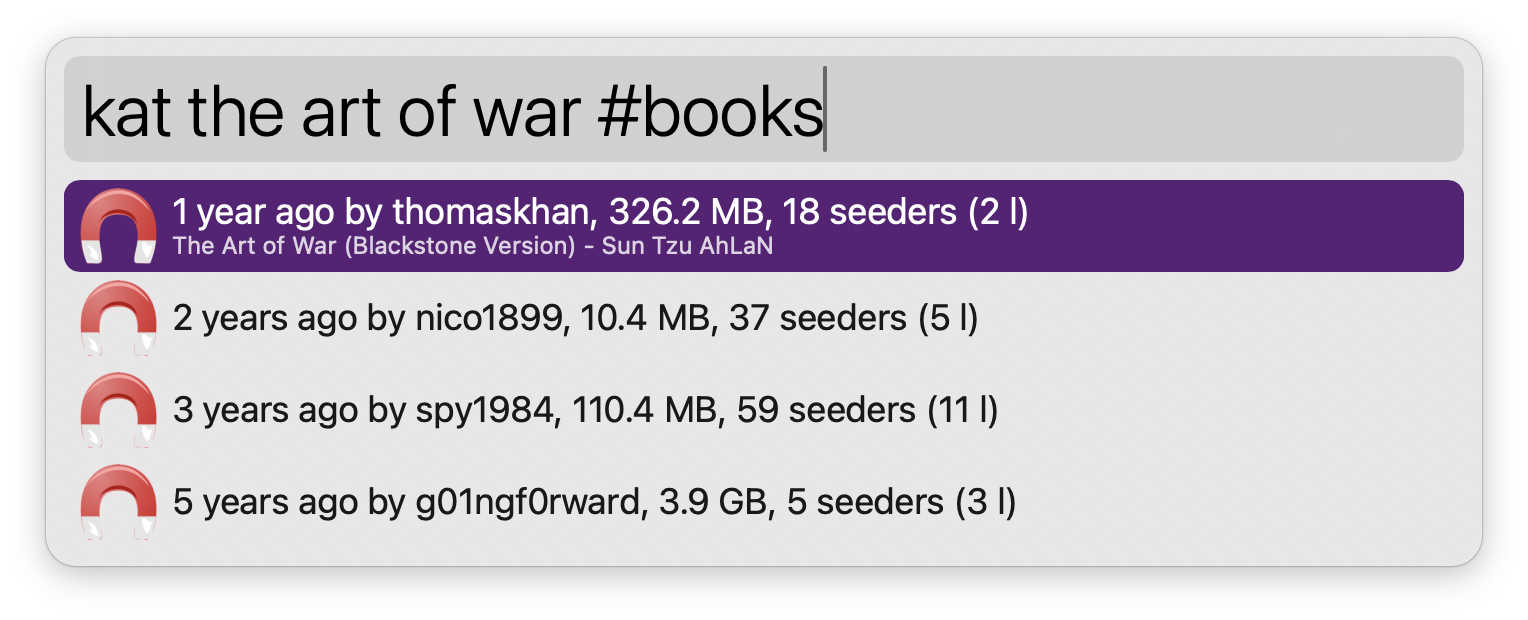 kat the art of war #books
1 year ago by thomaskhan, 326.2 MB, 18 seeders (2 l)
The Art of War (Blackstone Version) - Sun Tzu AhLaN
2 years ago by nico1899, 10.4 MB, 37 seeders (5 l)
3 years ago by spy1984, 110.4 MB, 59 seeders (11 l)
5 years ago by g01ngf0rward, 3.9 GB, 5 seeders (3 l)